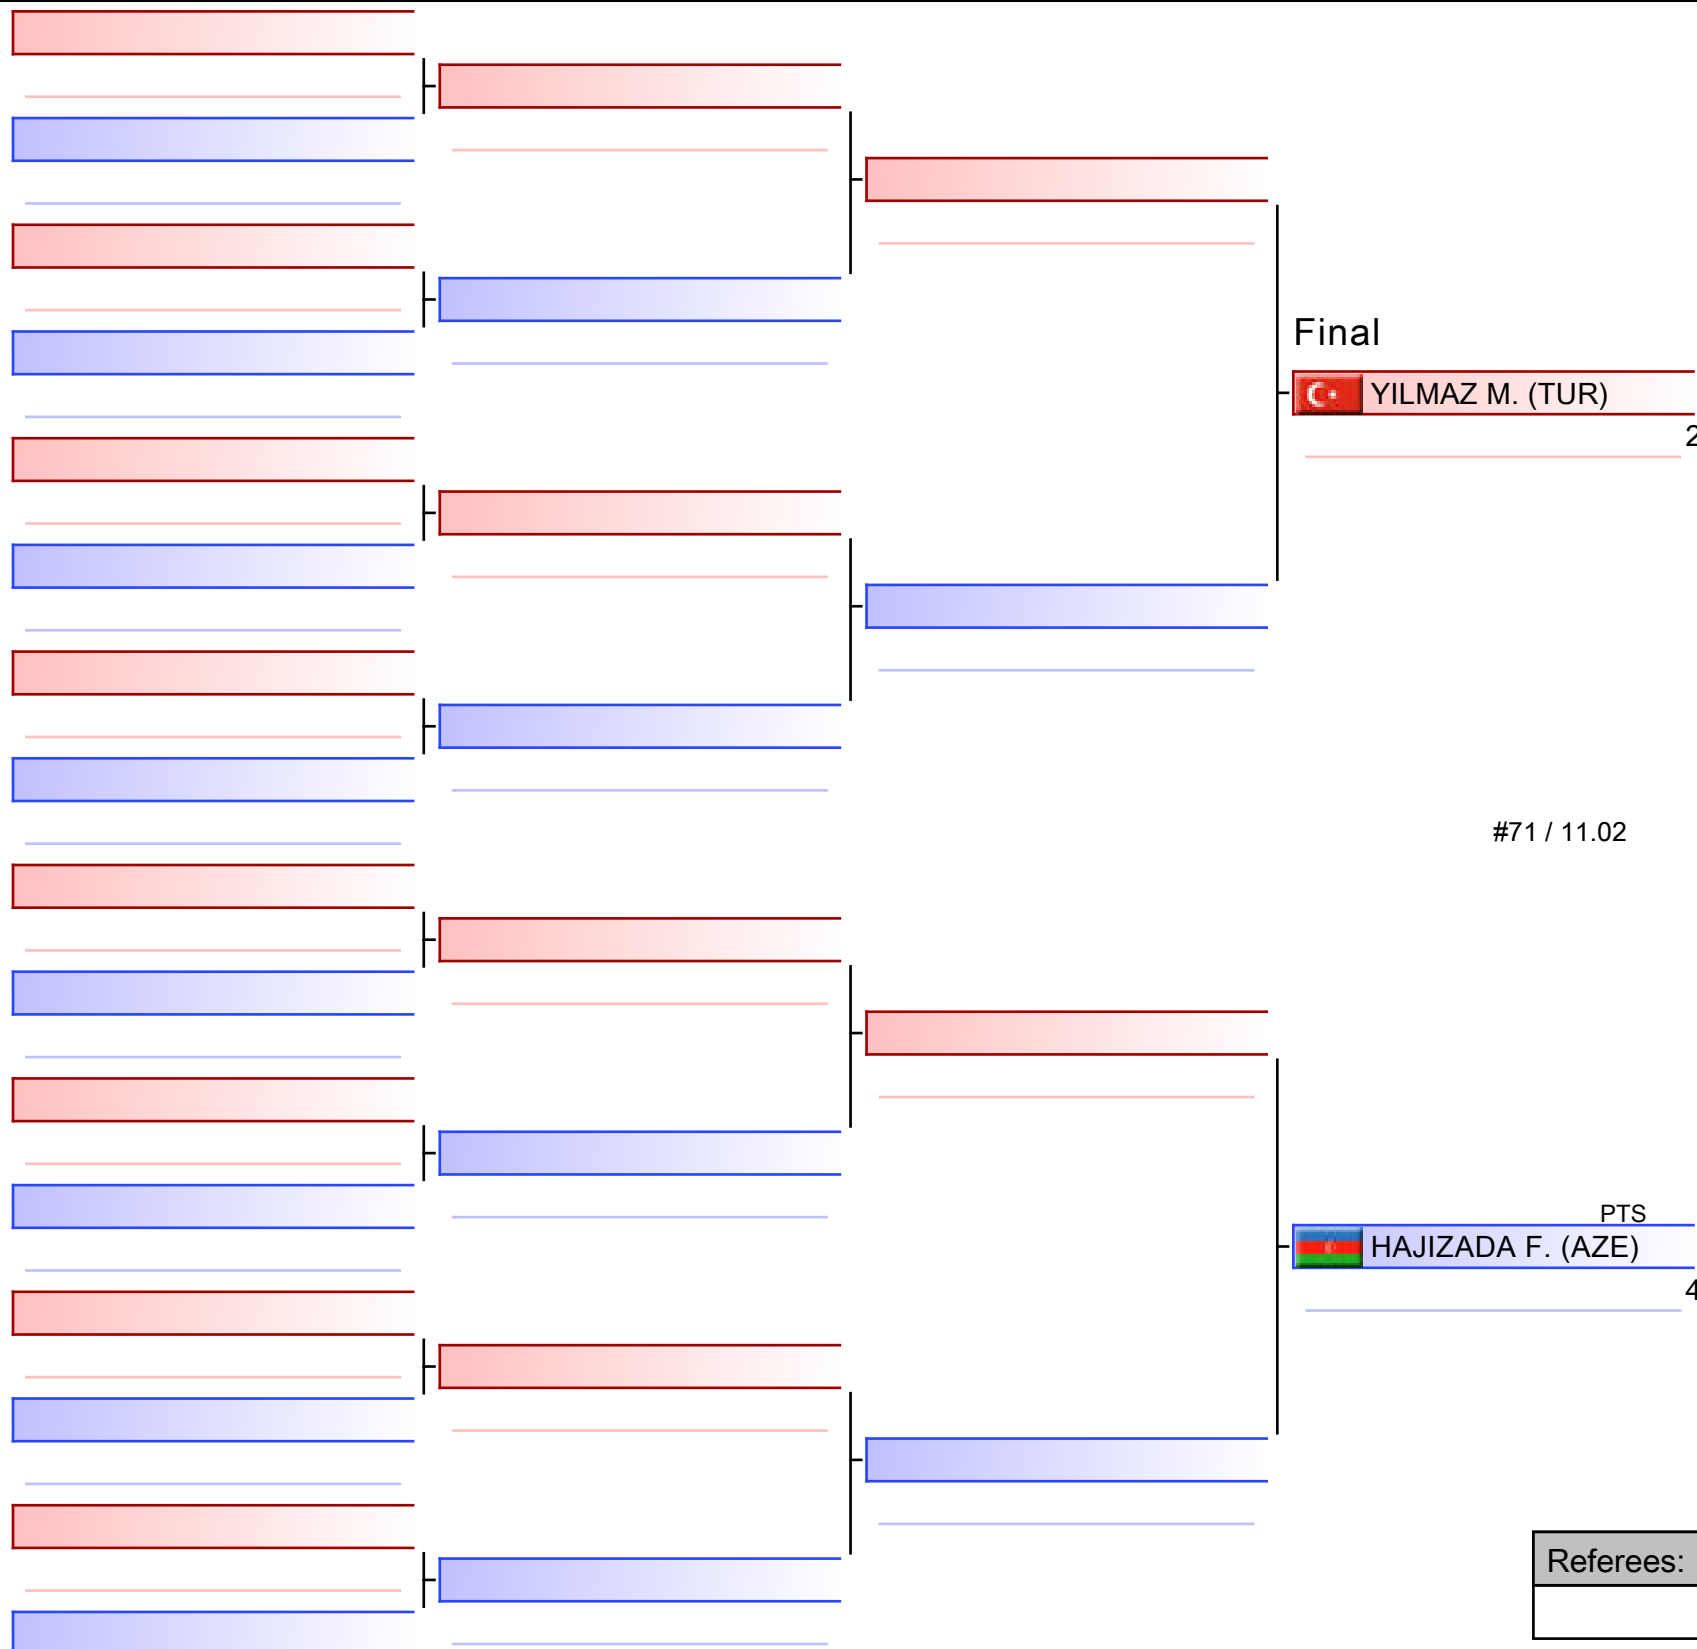 Final
YILMAZ M. (TUR)
2
#71 / 11.02
PTS
HAJIZADA F. (AZE)
4
Referees: